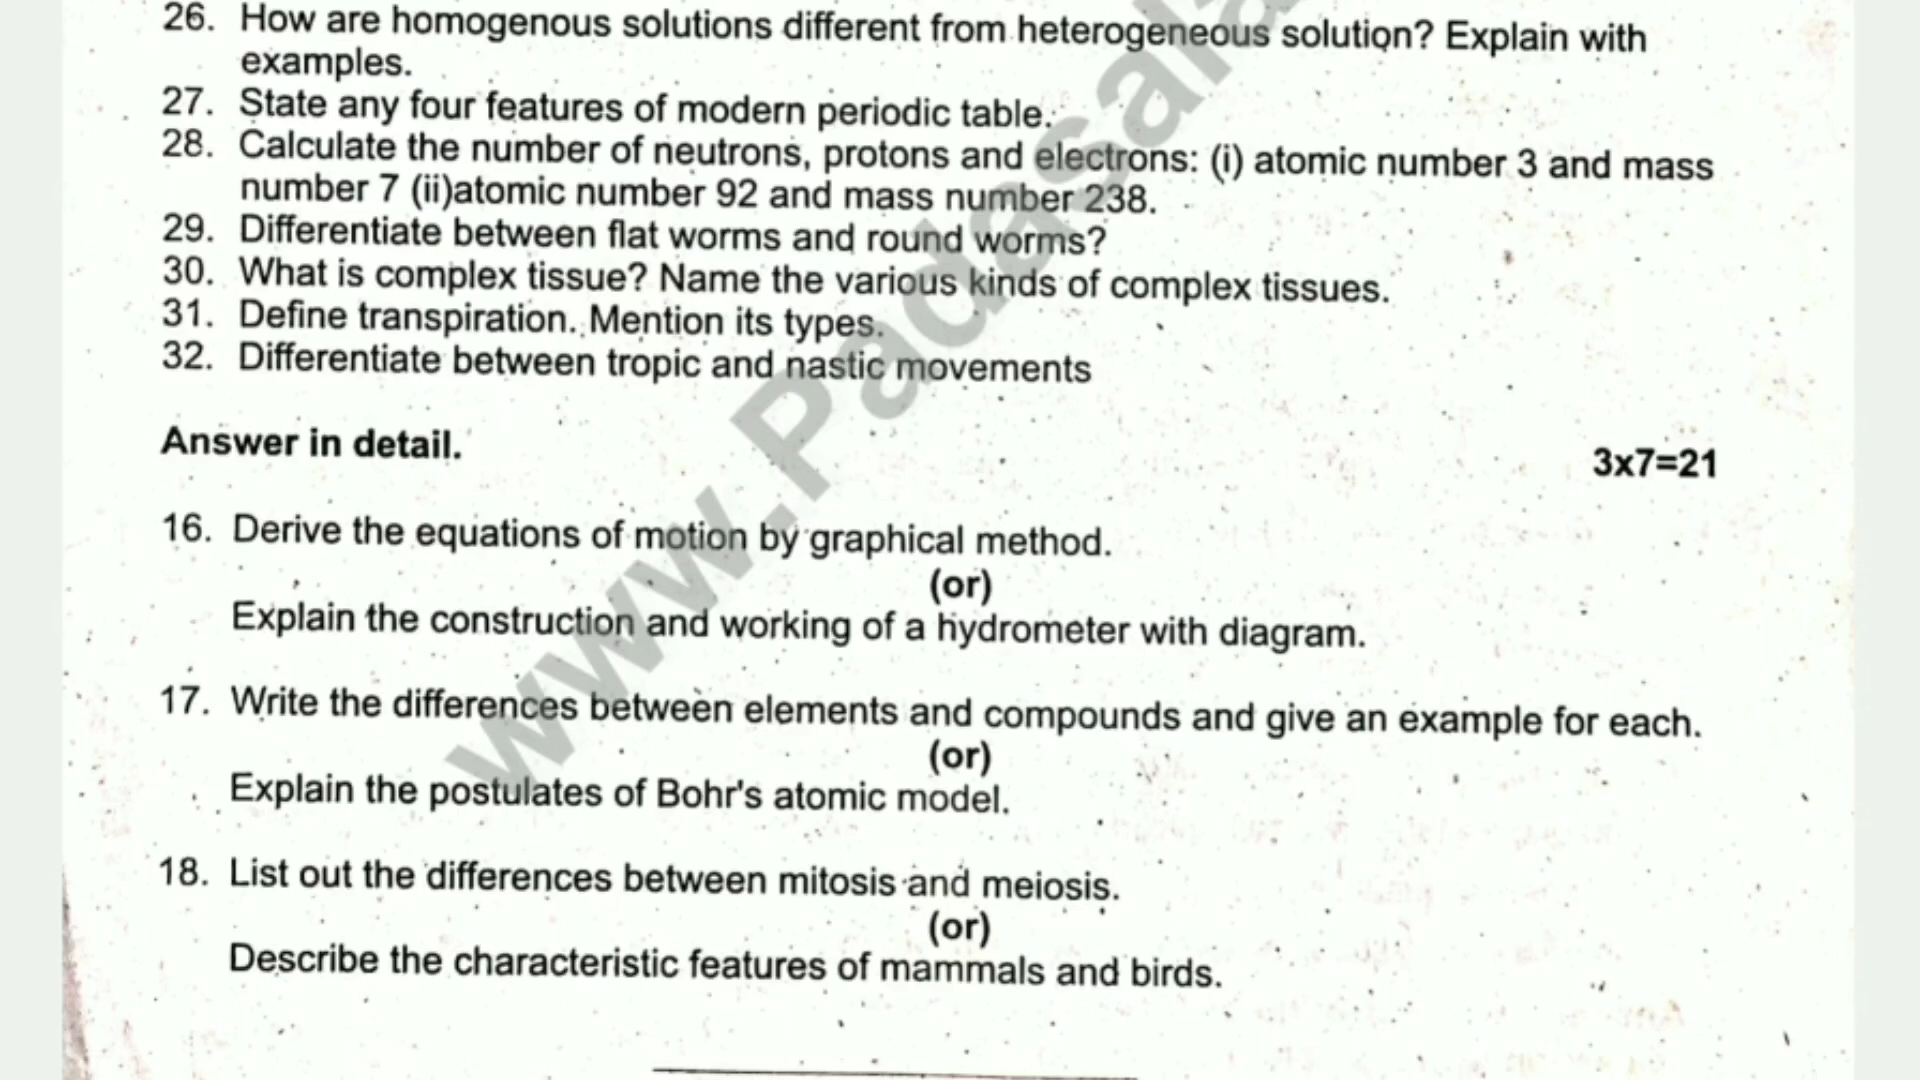 26. How are homogenous solutions different from heterogeneous solution? Explain with
examples.
27. State any four features of modern periodic table.
28. Calculate the number of neutrons, protons and electrons: (i) atomic number 3 and mass
number 7 (ii)atomic number 92 and mass number 238.
29. Differentiate between flat worms and round worms?
30. What is complex tissue? Name the various kinds of complex tissues.
31. Define transpiration. Mention its types.
32. Differentiate between tropic and nastic movements
Answer in detail. 3x7=21
16. Derive the equations of motion by graphical method.
(or)
Explain the construction and working of a hydrometer with diagram.
17. Write the differences between elements and compounds and give an example for each.
(or)
Explain the postulates of Bohr's atomic model.
18. List out the differences between mitosis and meiosis.
(or)
Describe the characteristic features of mammals and birds.
www.Padasala